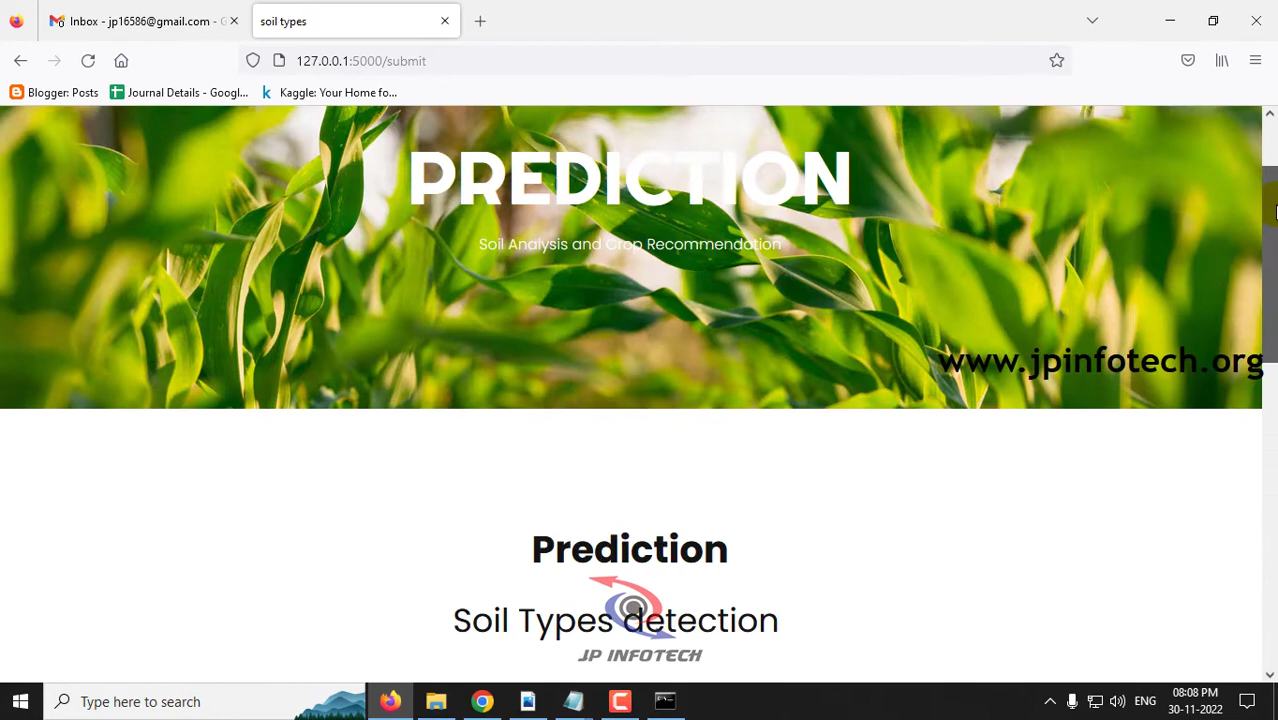 Inbox - jp16586@gmail.com - G
soil types
127.0.0.1:5000/submit
Blogger: Posts
Journal Details - Googl...
Kaggle: Your Home fo...
PREDICTION
Soil Analysis and Crop Recommendation
www.jpinfotech.org
Prediction
Soil Types detection
JP INFOTECH
Type here to search
ENG
08:08 PM
30-11-2022